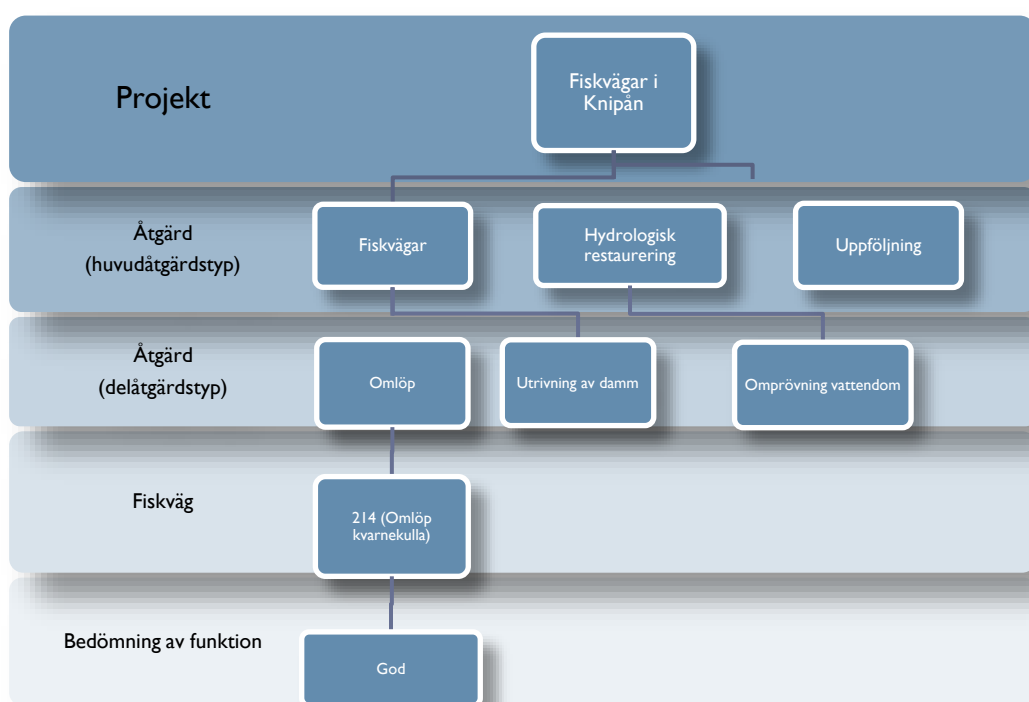 Projekt
Fiskvägar i
Knipån
Åtgärd
(huvudåtgärdstyp)
Fiskvägar
Hydrologisk
restaurering
Uppföljning
Åtgärd
(delåtgärdstyp)
Omlöp
Utrivning av damm
Omprövning vattendom
Fiskväg
214 (Omlöp
kvarnekulla)
Bedömning av funktion
God